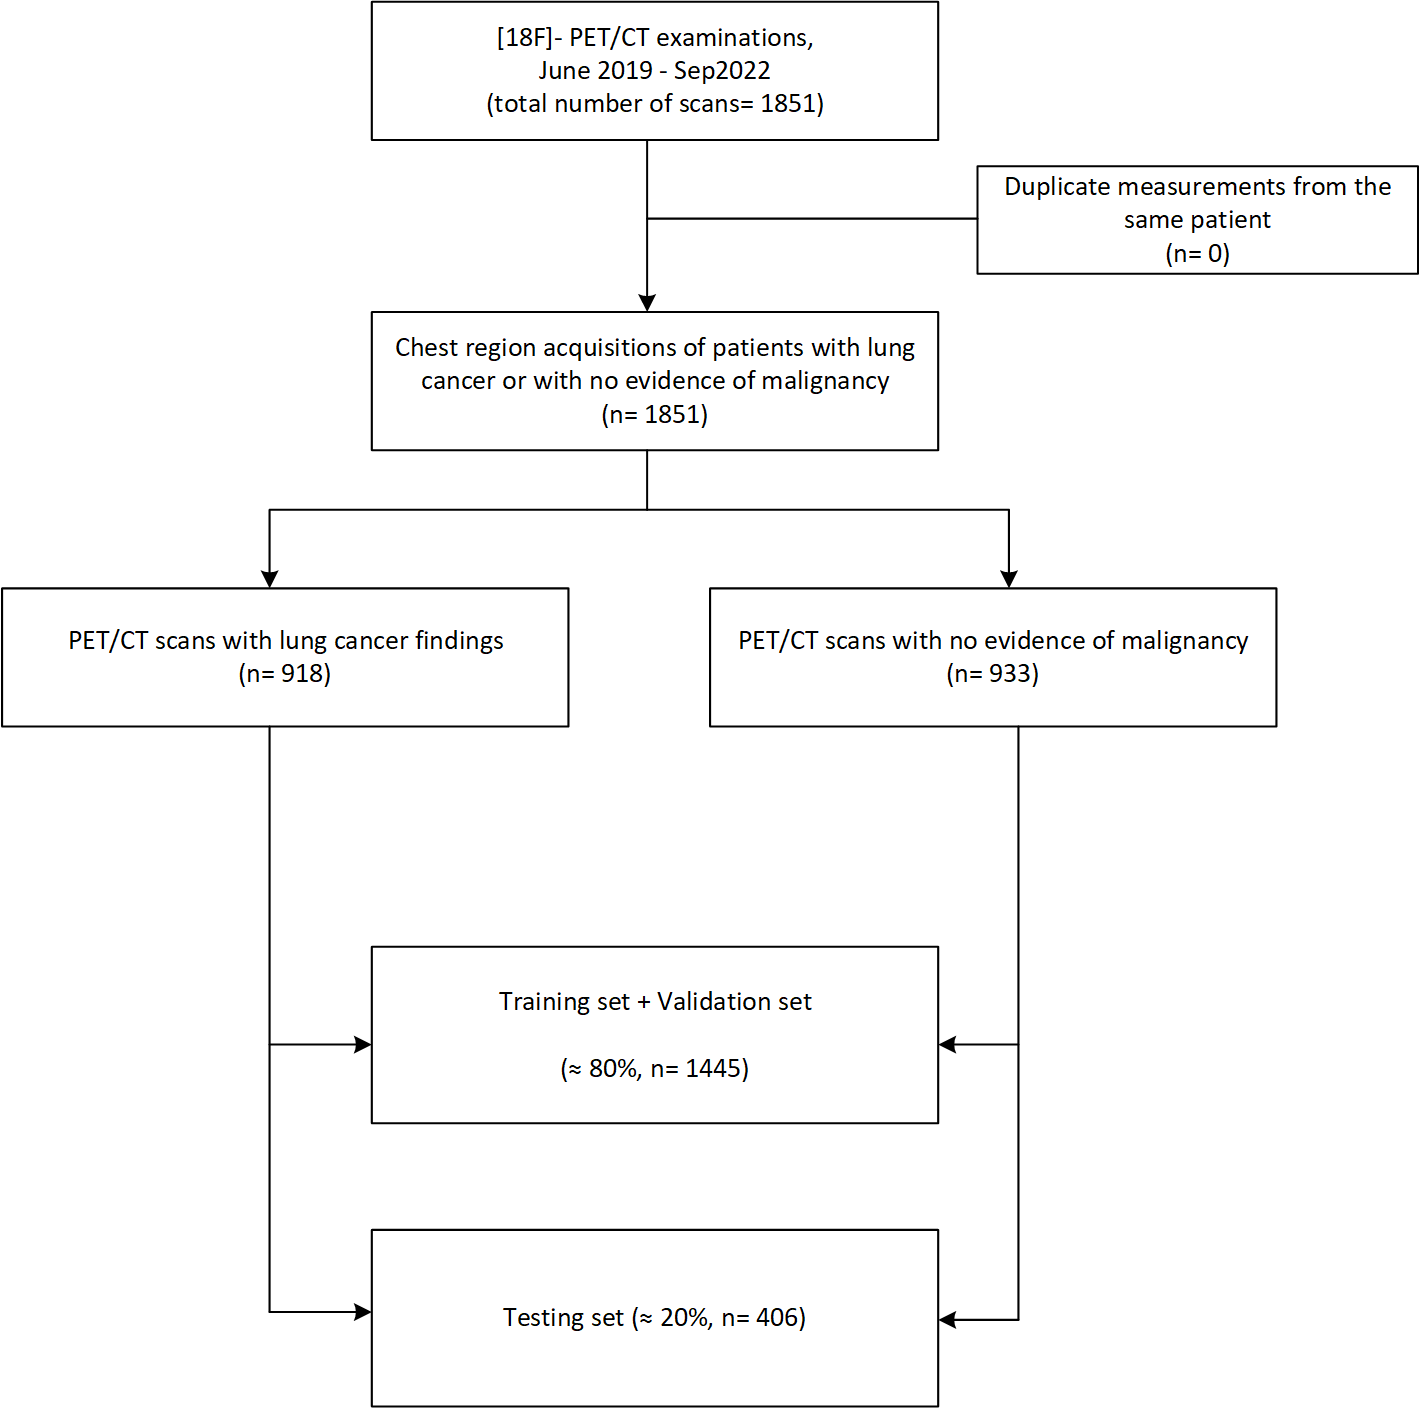 [18F]- PET/CT examinations,
June 2019 - Sep2022
(total number of scans= 1851)
Duplicate measurements from the
same patient
(n= 0)
Chest region acquisitions of patients with lung
cancer or with no evidence of malignancy
(n= 1851)
PET/CT scans with lung cancer findings
(n= 918)
PET/CT scans with no evidence of malignancy
(n= 933)
Training set + Validation set
(≈ 80%, n= 1445)
Testing set (≈ 20%, n= 406)